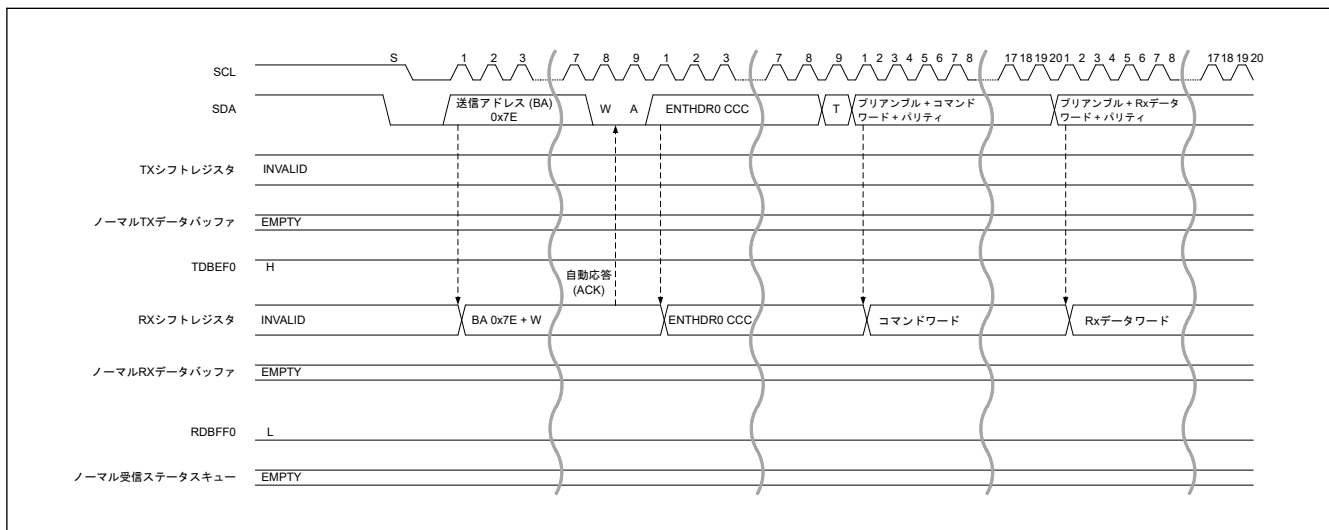 S 1 2 3 7 8 9 1 2 3 7 8 9 1 2 3 4 5 6 7 8 17 18 19 20 1 2 3 4 5 6 7 8 17 18 19 20
SCL
SDA
送信アドレス (BA)
0x7E
W A
ENTHDR0 CCC
T
プリアンブル + コマンド
ワード + パリティ
プリアンブル + Rxデータ
ワード + パリティ
TXシフトレジスタ INVALID
ノーマルTXデータバッファ EMPTY
TDBEF0 H
自動応答
(ACK)
RXシフトレジスタ INVALID BA 0x7E + W ENTHDR0 CCC コマンドワード Rxデータワード
ノーマルRXデータバッファ EMPTY
RDBFF0 L
ノーマル受信ステータスキュー EMPTY